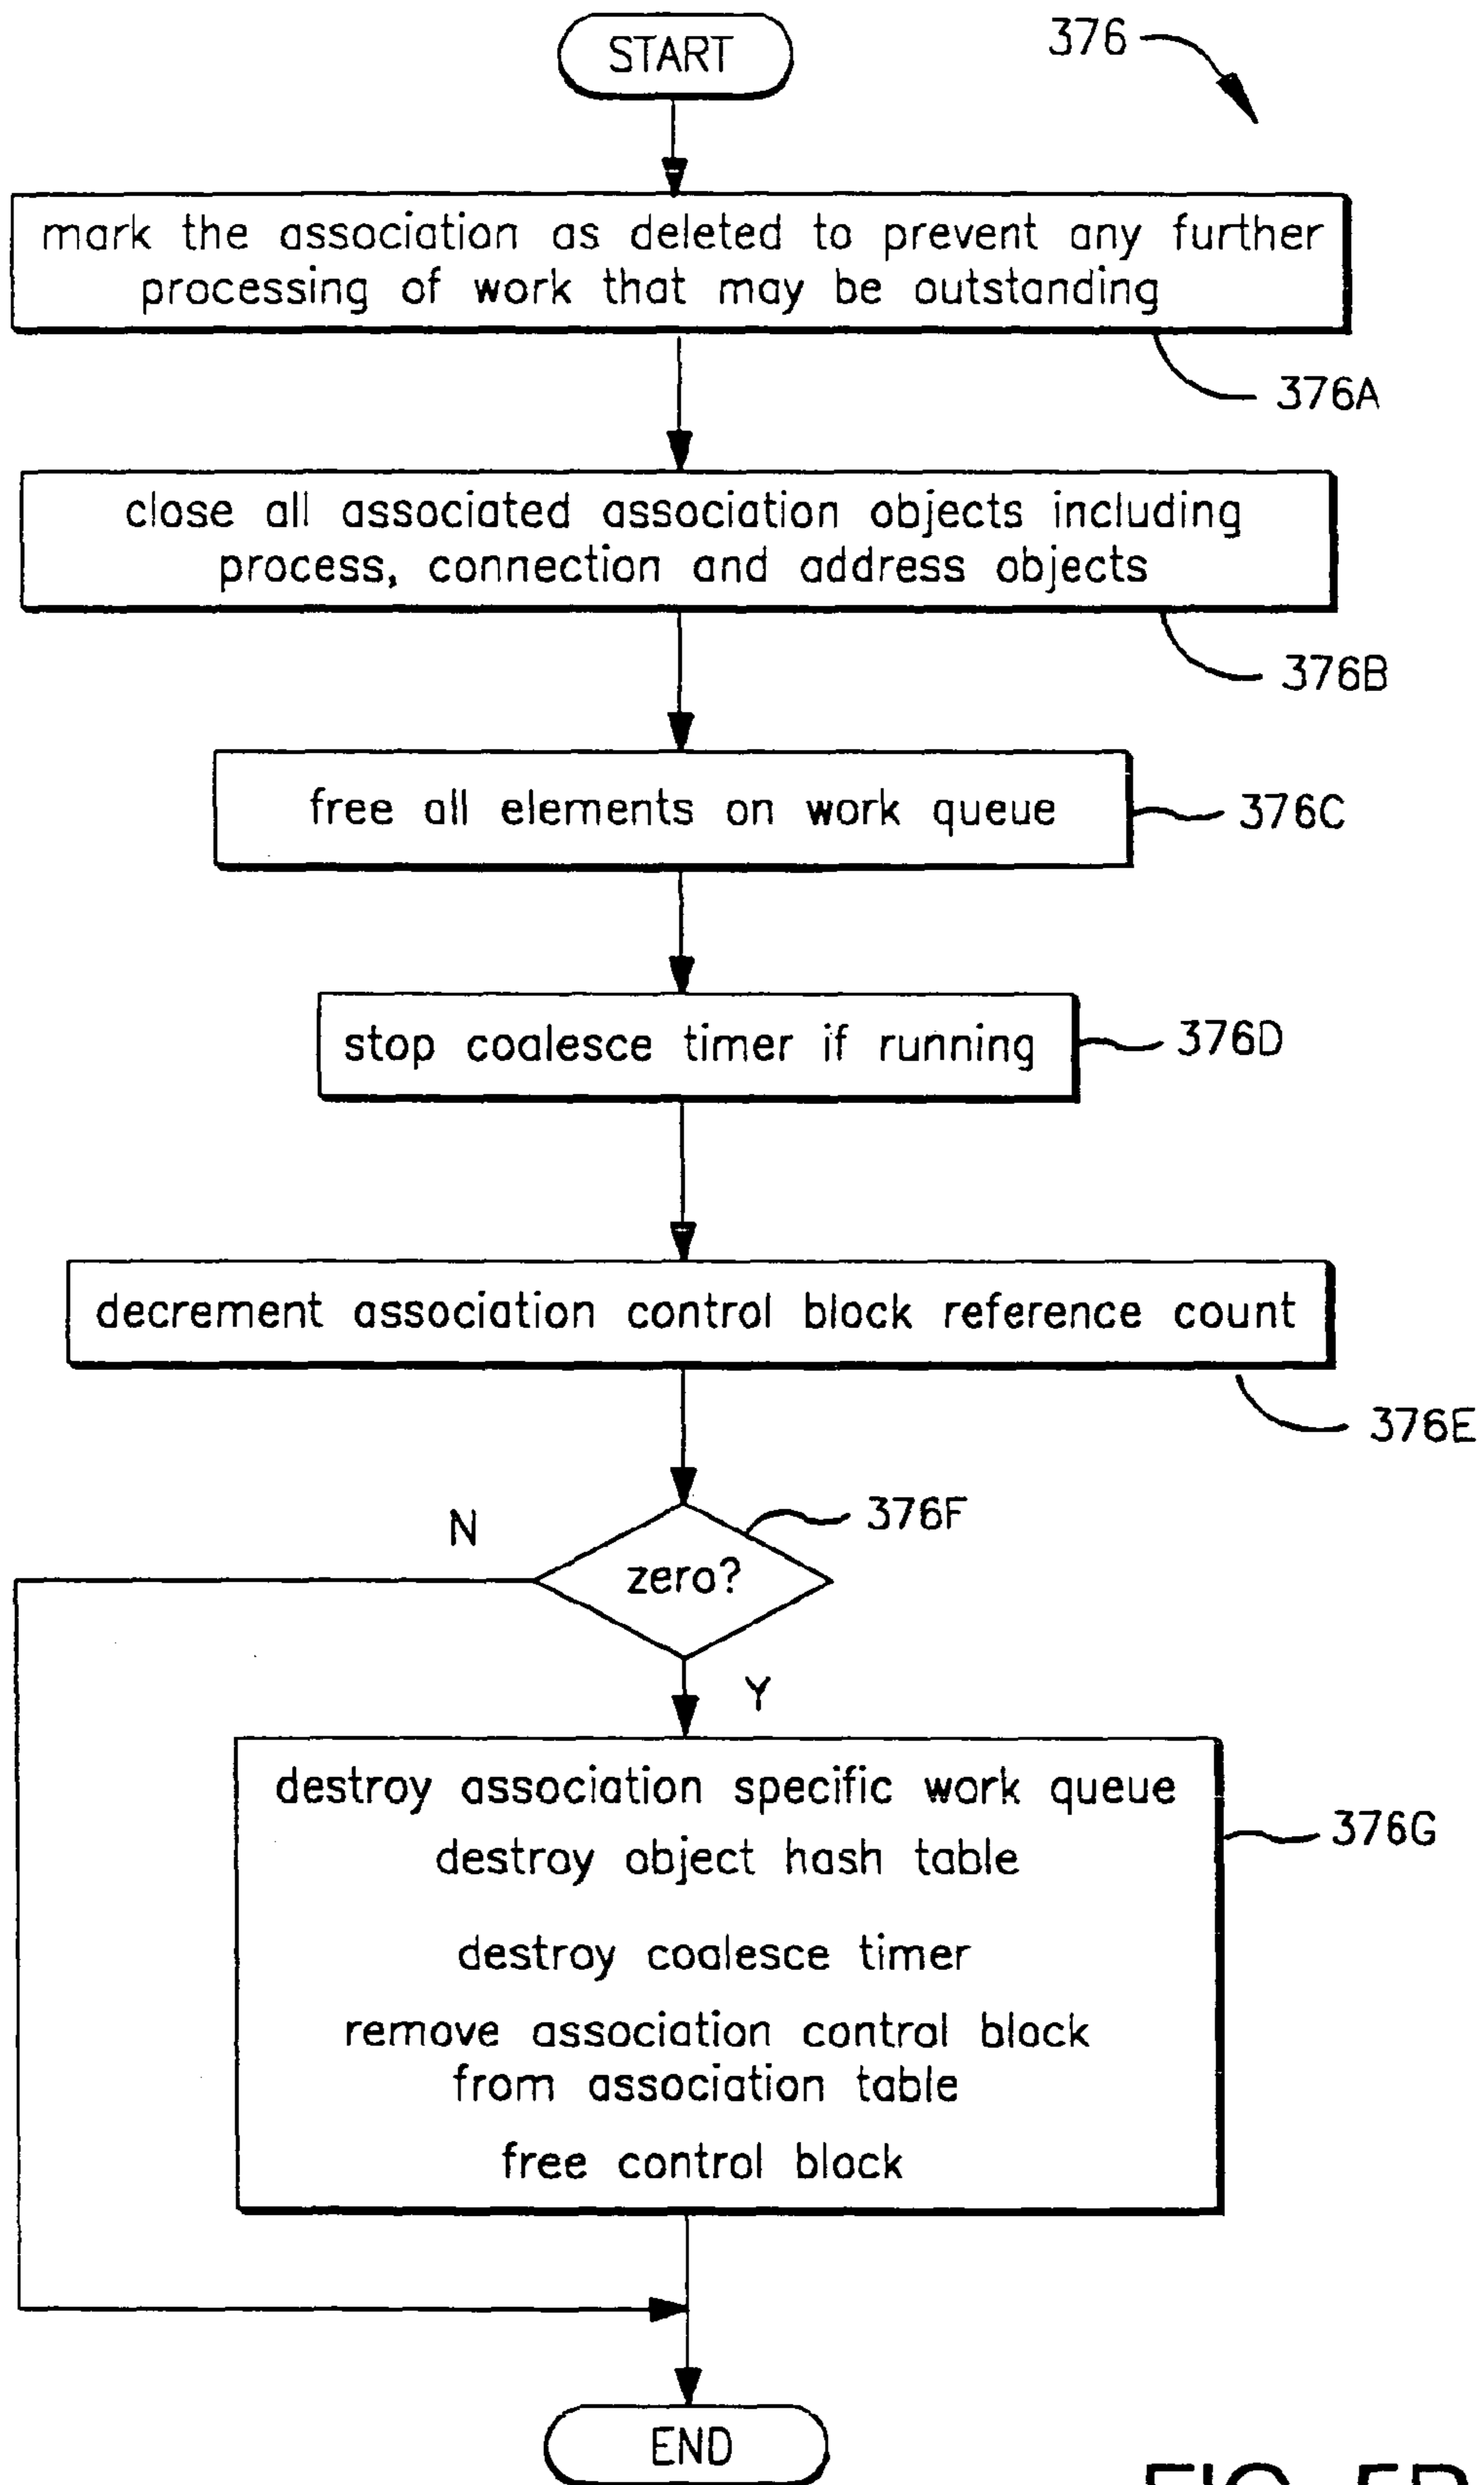 START
376
mark the association as deleted to prevent any further
processing of work that may be outstanding
376A
close all associated association objects including
process, connection and address objects
376B
free all elements on work queue
376C
stop coalesce timer if running
376D
decrement association control block reference count
376E
376F
N
zero?
Y
destroy association specific work queue
destroy object hash table
376G
destroy coalesce timer
remove association control block
from association table
free control block
END